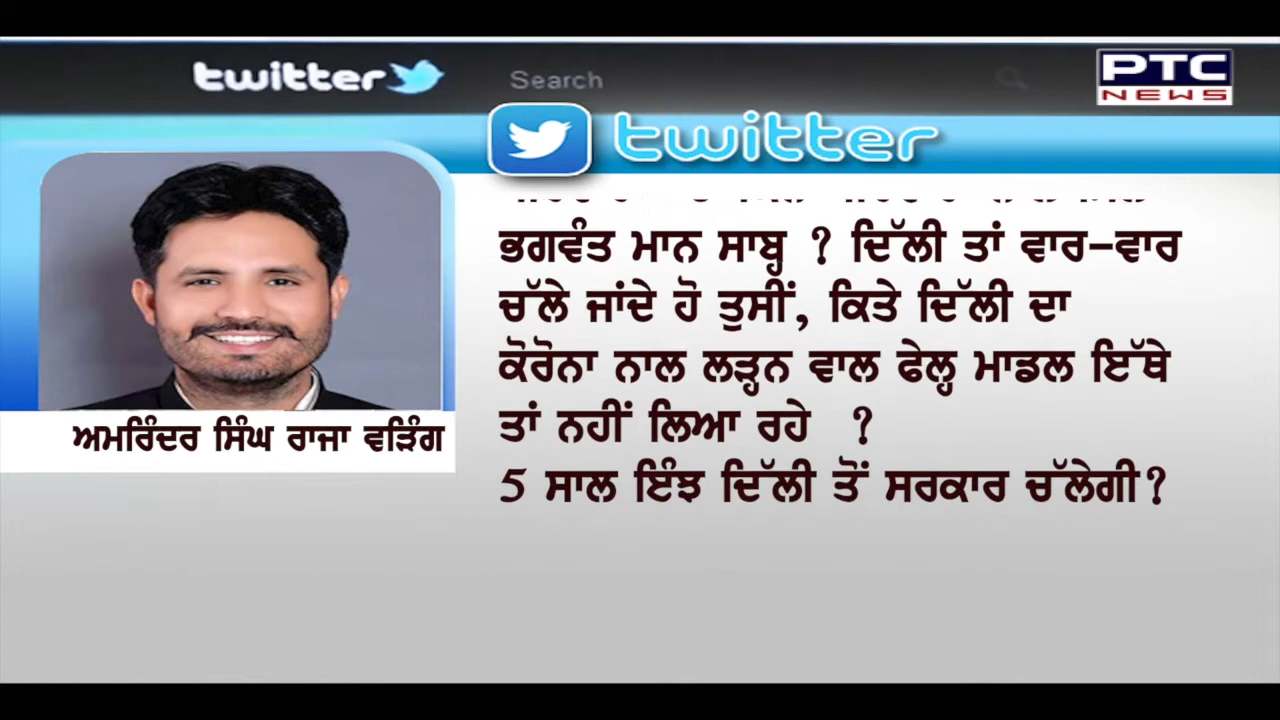 twitter
Search
PTC
NEWS
twitter
ਭਗਵੰਤ ਮਾਨ ਸਾਬ੍ਹ ? ਦਿੱਲੀ ਤਾਂ ਵਾਰ-ਵਾਰ
ਚੱਲੇ ਜਾਂਦੇ ਹੋ ਤੁਸੀਂ, ਕਿਤੇ ਦਿੱਲੀ ਦਾ
ਕੋਰੋਨਾ ਨਾਲ ਲੜ੍ਹਨ ਵਾਲ ਫੇਲ੍ਹ ਮਾਡਲ ਇੱਥੇ
ਤਾਂ ਨਹੀਂ ਲਿਆ ਰਹੇ ?
5 ਸਾਲ ਇੰਝ ਦਿੱਲੀ ਤੋਂ ਸਰਕਾਰ ਚੱਲੇਗੀ?
ਅਮਰਿੰਦਰ ਸਿੰਘ ਰਾਜਾ ਵੜਿੰਗ